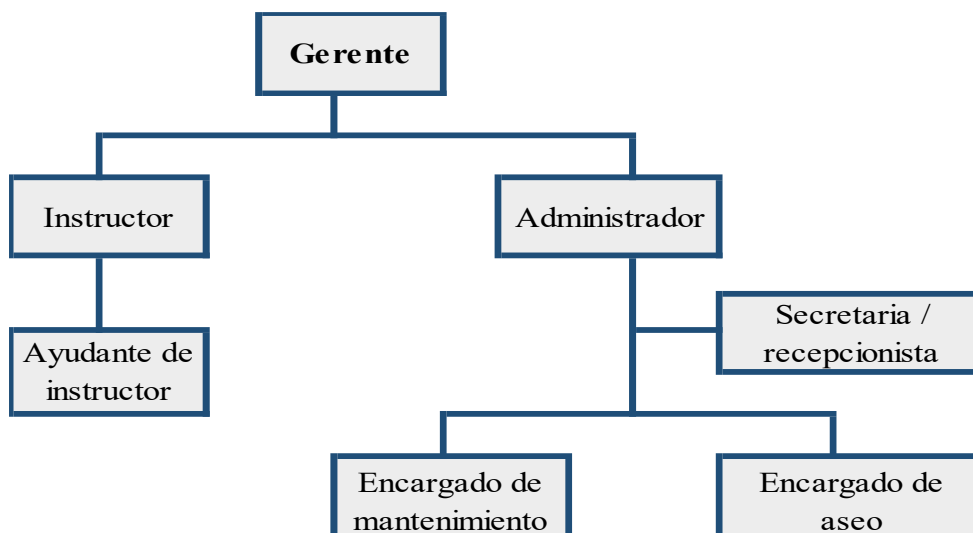 Gerente
Instructor
Administrador
Secretaria /
recepcionista
Ayudante de
instructor
Encargado de
mantenimiento
Encargado de
aseo